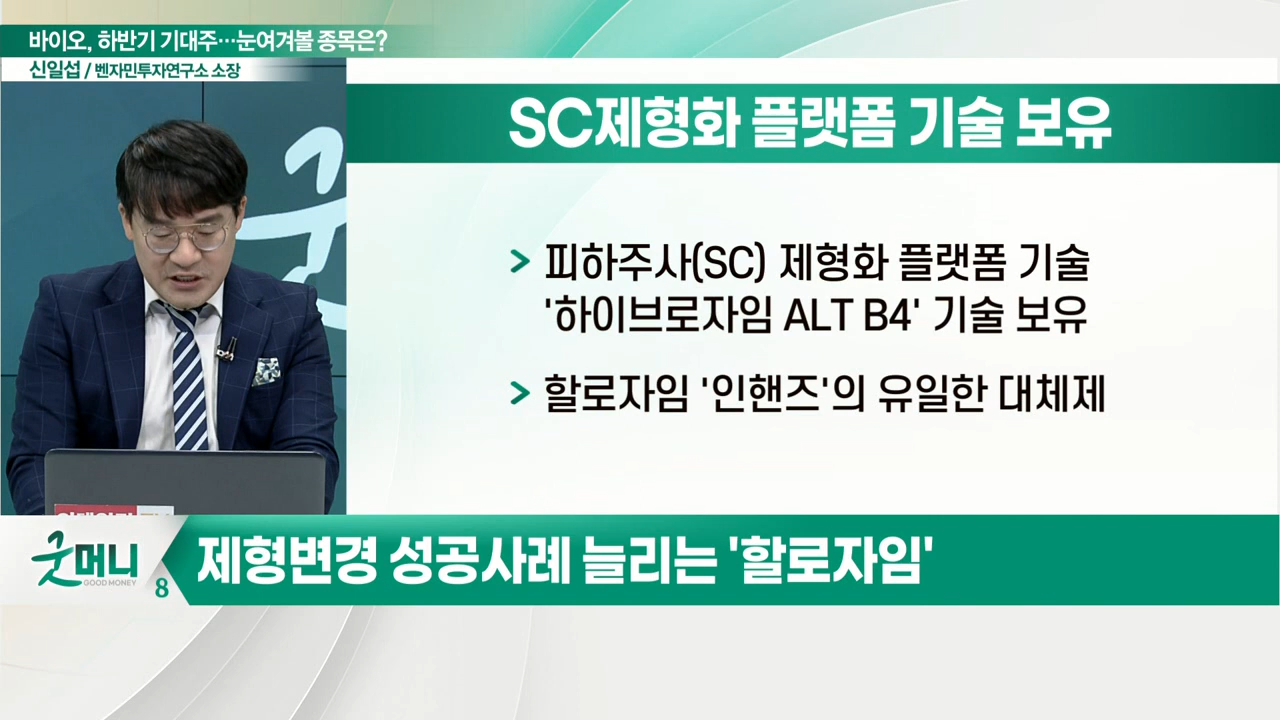 바이오, 하반기 기대주…눈여겨볼 종목은?
신일섭 / 벤자민투자연구소 소장
SC제형화 플랫폼 기술 보유
> 피하주사(SC) 제형화 플랫폼 기술
'하이브로자임 ALT B4' 기술 보유
> 할로자임 '인핸즈'의 유일한 대체제
굿머니
GOOD MONEY
8
제형변경 성공사례 늘리는 '할로자임'